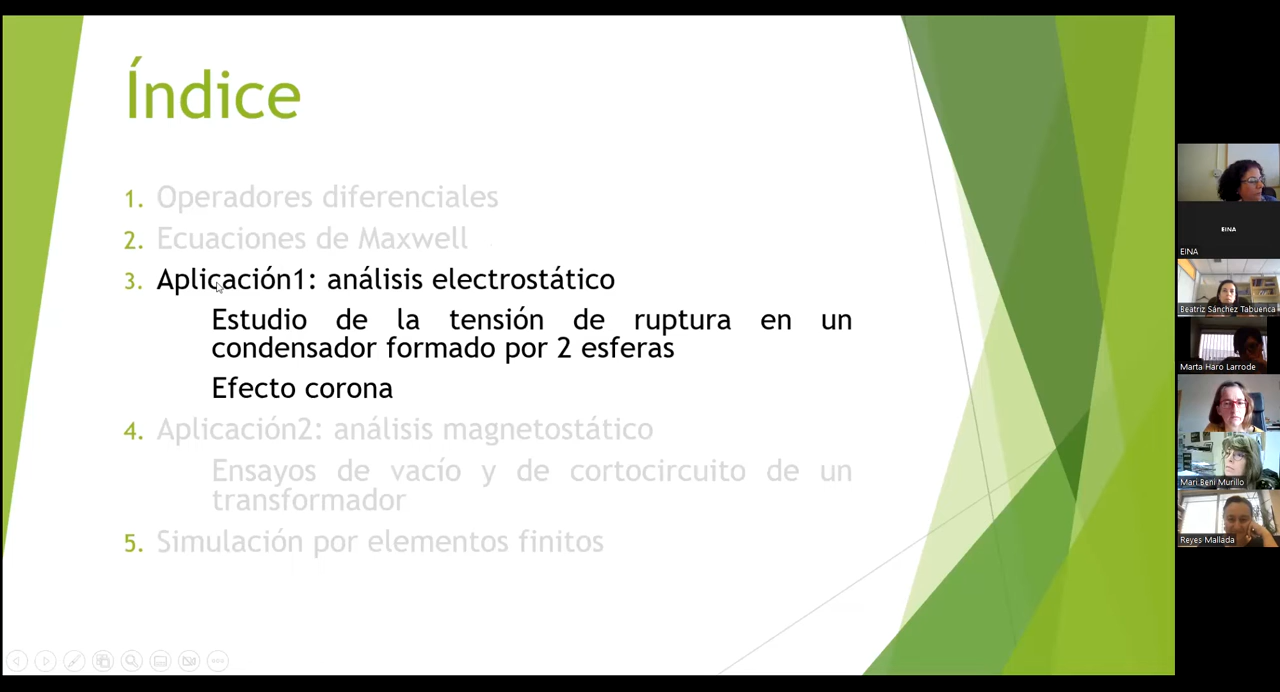 Índice
1. Operadores diferenciales
2. Ecuaciones de Maxwell
3. Aplicación1: análisis electrostático
Estudio de la tensión de ruptura en un
condensador formado por 2 esferas
Efecto corona
4. Aplicación2: análisis magnetostático
Ensayos de vacío y de cortocircuito de un
transformador
5. Simulación por elementos finitos
EINA
EINA
Beatriz Sánchez Tabuenca
Marta Haro Larrode
Mari.Beni Murillo
Reyes Mallada